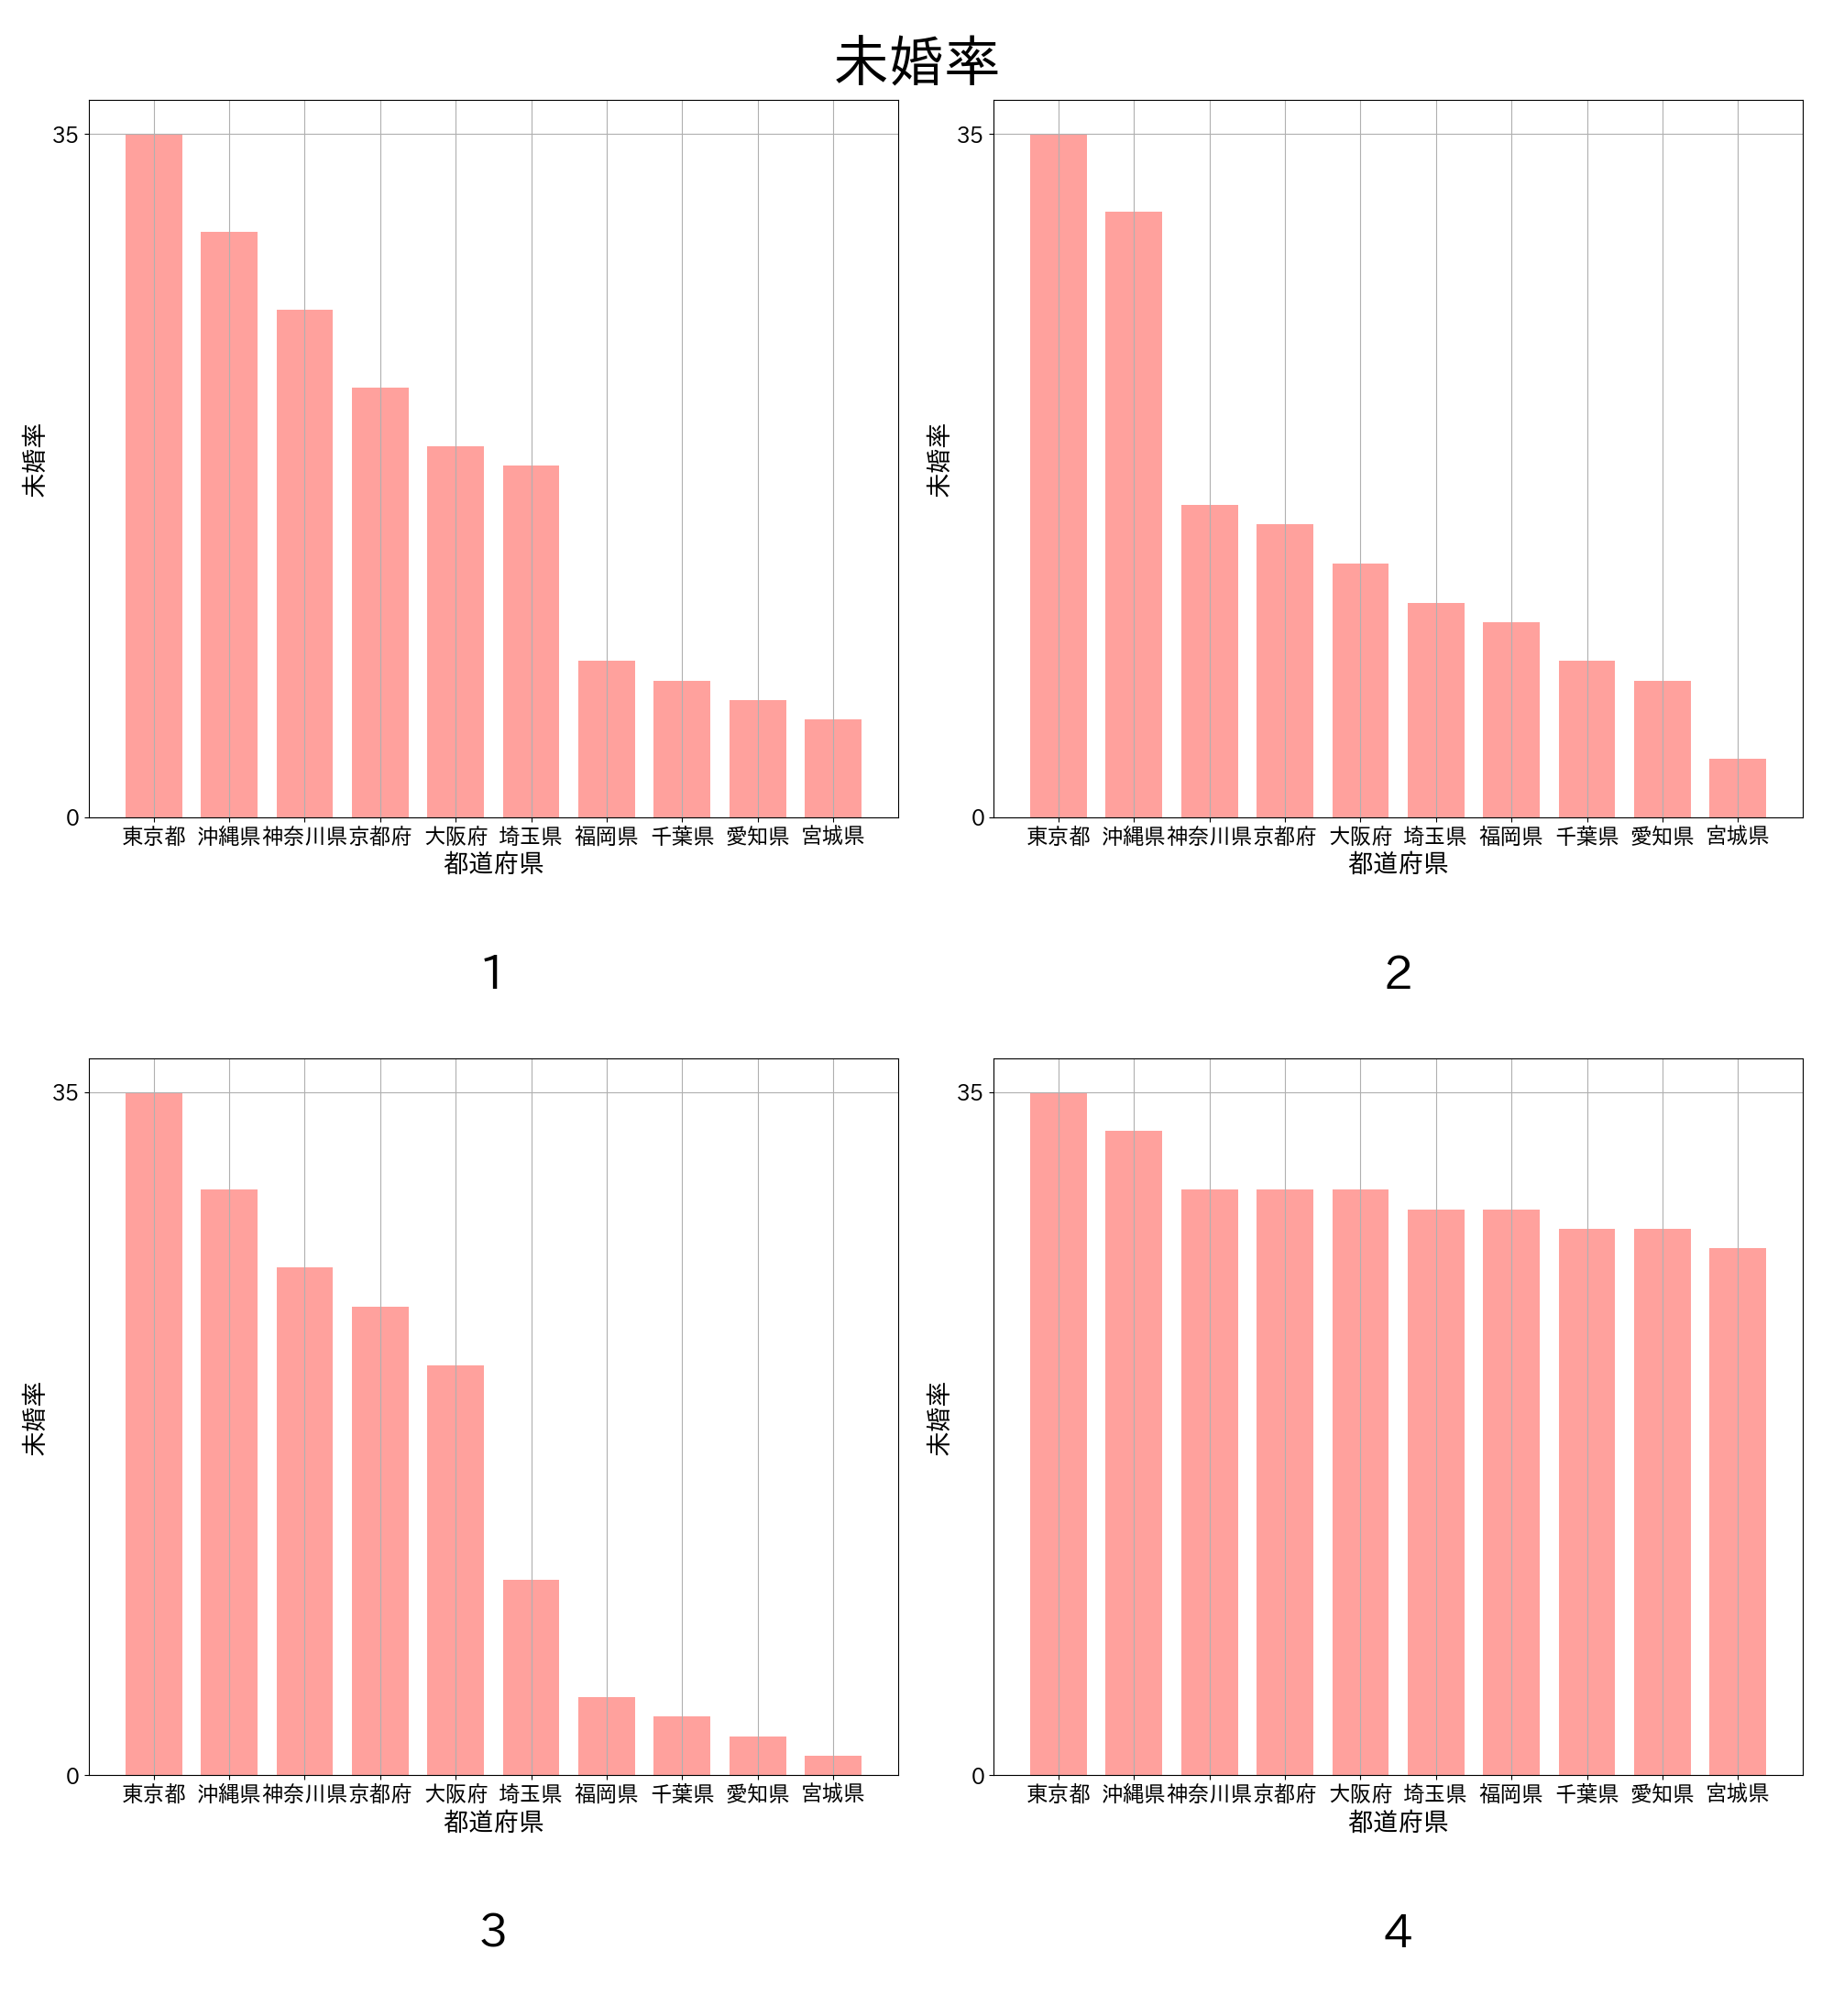 未婚率
35
0
未婚率
東京都 沖縄県 神奈川県 京都府 大阪府 埼玉県 福岡県 千葉県 愛知県 宮城県
都道府県
1
35
0
未婚率
東京都 沖縄県 神奈川県 京都府 大阪府 埼玉県 福岡県 千葉県 愛知県 宮城県
都道府県
2
35
0
未婚率
東京都 沖縄県 神奈川県 京都府 大阪府 埼玉県 福岡県 千葉県 愛知県 宮城県
都道府県
3
35
0
未婚率
東京都 沖縄県 神奈川県 京都府 大阪府 埼玉県 福岡県 千葉県 愛知県 宮城県
都道府県
4